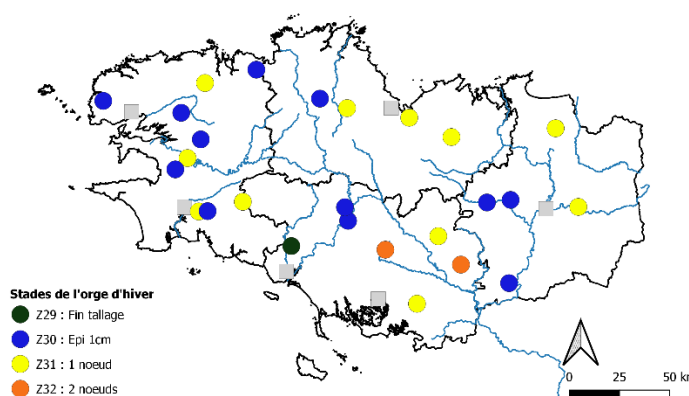 Stades de l'orge d'hiver
Z29 : Fin tallage
Z30 : Epi 1cm
Z31 : 1 noeud
Z32 : 2 noeuds
0 25 50 km